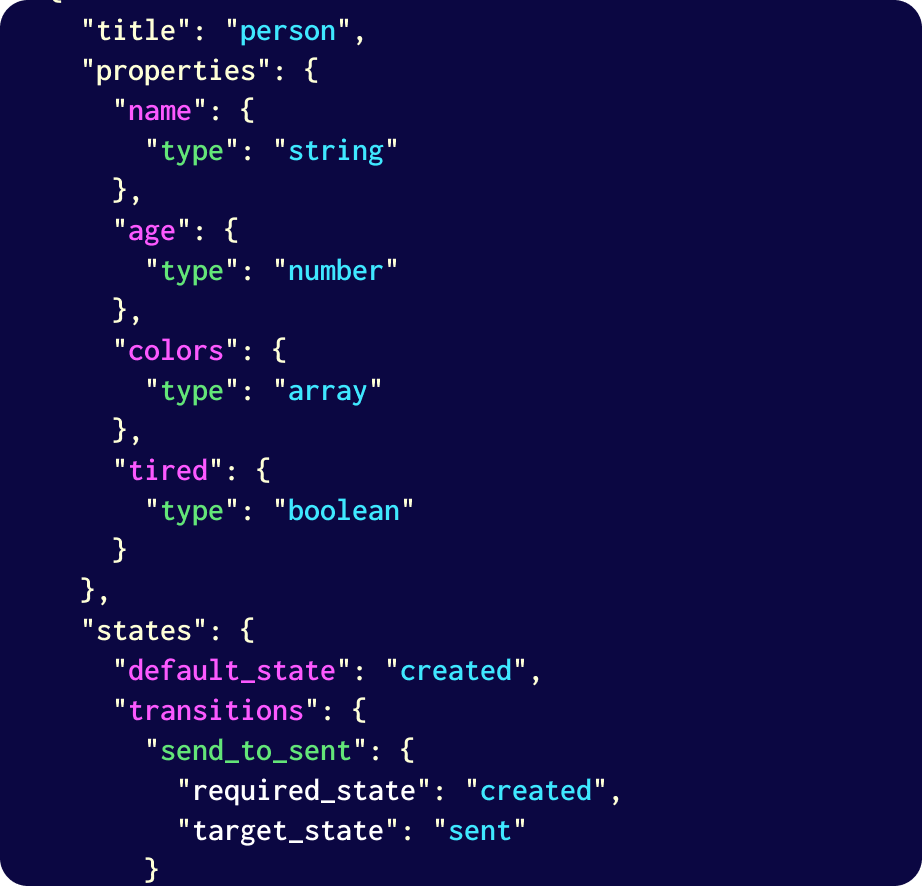 {
"title": "person",
"properties": {
"name": {
"type": "string"
},
"age": {
"type": "number"
},
"colors": {
"type": "array"
},
"tired": {
"type": "boolean"
}
},
"states": {
"default_state": "created",
"transitions": {
"send_to_sent": {
"required_state": "created",
"target_state": "sent"
}